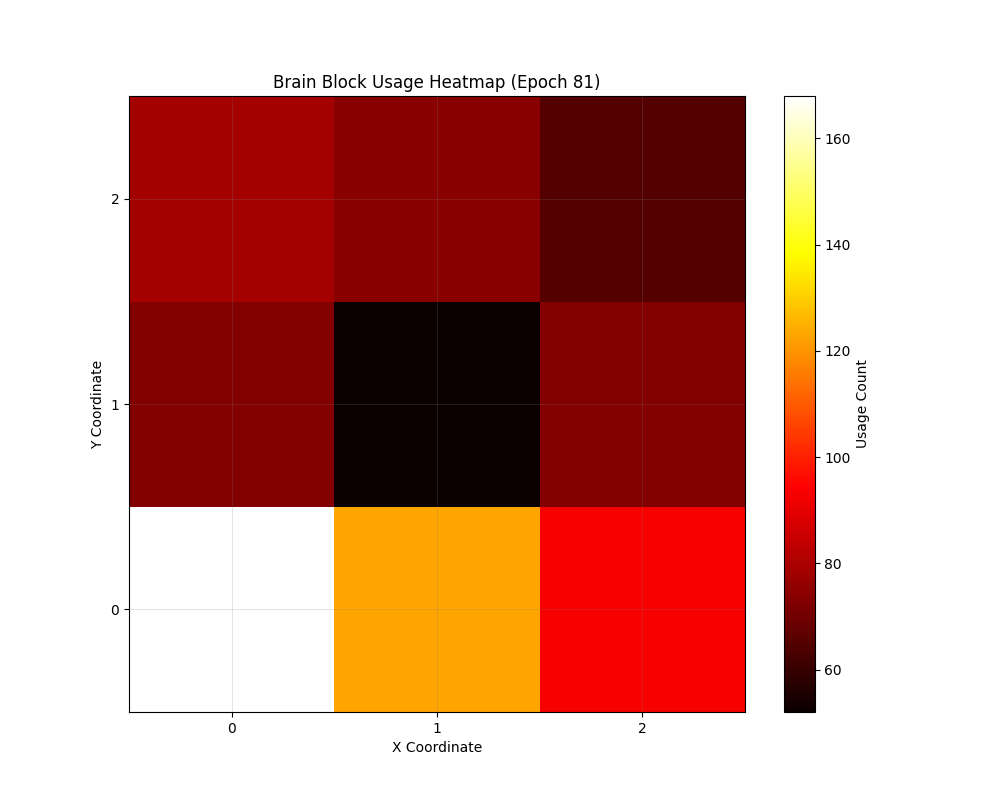 Brain Block Usage Heatmap (Epoch 81)
160
140
120
100
80
60
Usage Count
2
1
0
Y Coordinate
0 1 2
X Coordinate